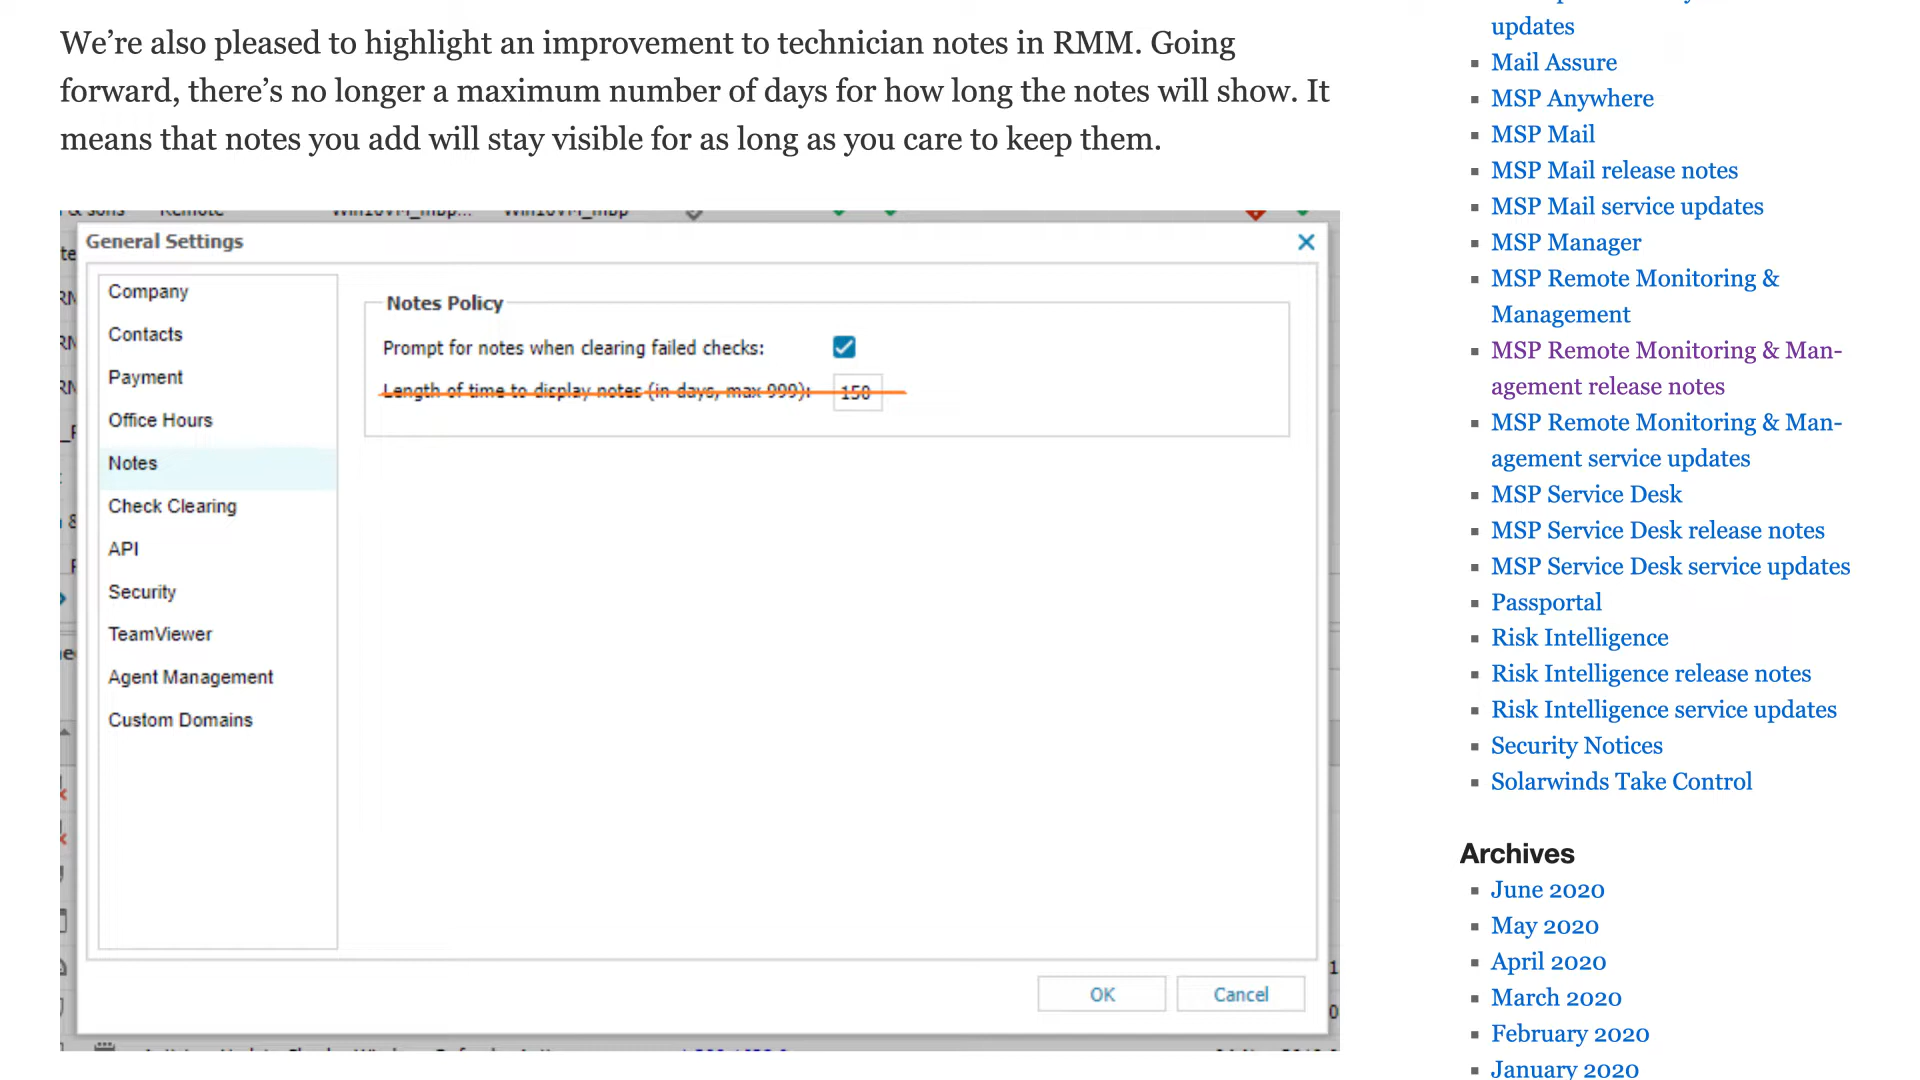 We’re also pleased to highlight an improvement to technician notes in RMM. Going
forward, there’s no longer a maximum number of days for how long the notes will show. It
means that notes you add will stay visible for as long as you care to keep them.
General Settings
Company
Contacts
Payment
Office Hours
Notes
Check Clearing
API
Security
TeamViewer
Agent Management
Custom Domains
Notes Policy
Prompt for notes when clearing failed checks:
Length of time to display notes (in days, max 999): 150
OK Cancel
updates
Mail Assure
MSP Anywhere
MSP Mail
MSP Mail release notes
MSP Mail service updates
MSP Manager
MSP Remote Monitoring &
Management
MSP Remote Monitoring & Man-
agement release notes
MSP Remote Monitoring & Man-
agement service updates
MSP Service Desk
MSP Service Desk release notes
MSP Service Desk service updates
Passportal
Risk Intelligence
Risk Intelligence release notes
Risk Intelligence service updates
Security Notices
Solarwinds Take Control
Archives
June 2020
May 2020
April 2020
March 2020
February 2020
January 2020